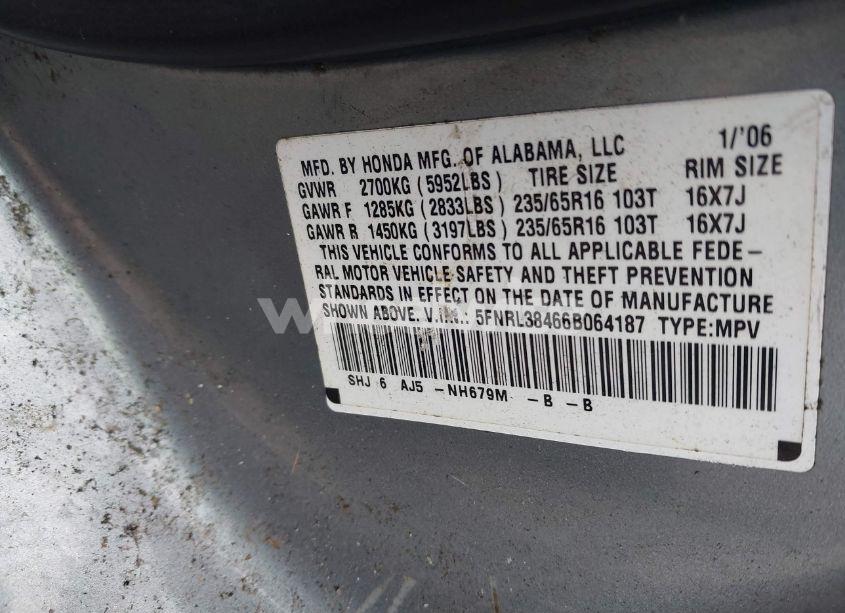 MFD. BY HONDA MFG. OF ALABAMA, LLC 1/'06
GVWR 2700KG (5952LBS) TIRE SIZE RIM SIZE
GAWR F 1285KG (2833LBS) 235/65R16 103T 16X7J
GAWR R 1450KG (3197LBS) 235/65R16 103T 16X7J
THIS VEHICLE CONFORMS TO ALL APPLICABLE FEDE-
RAL MOTOR VEHICLE SAFETY AND THEFT PREVENTION
STANDARDS IN EFFECT ON THE DATE OF MANUFACTURE
SHOWN ABOVE. V.I.N.: 5FNRL38466B064187 TYPE:MPV
SHJ 6 AJ5 -NH679M -B -B